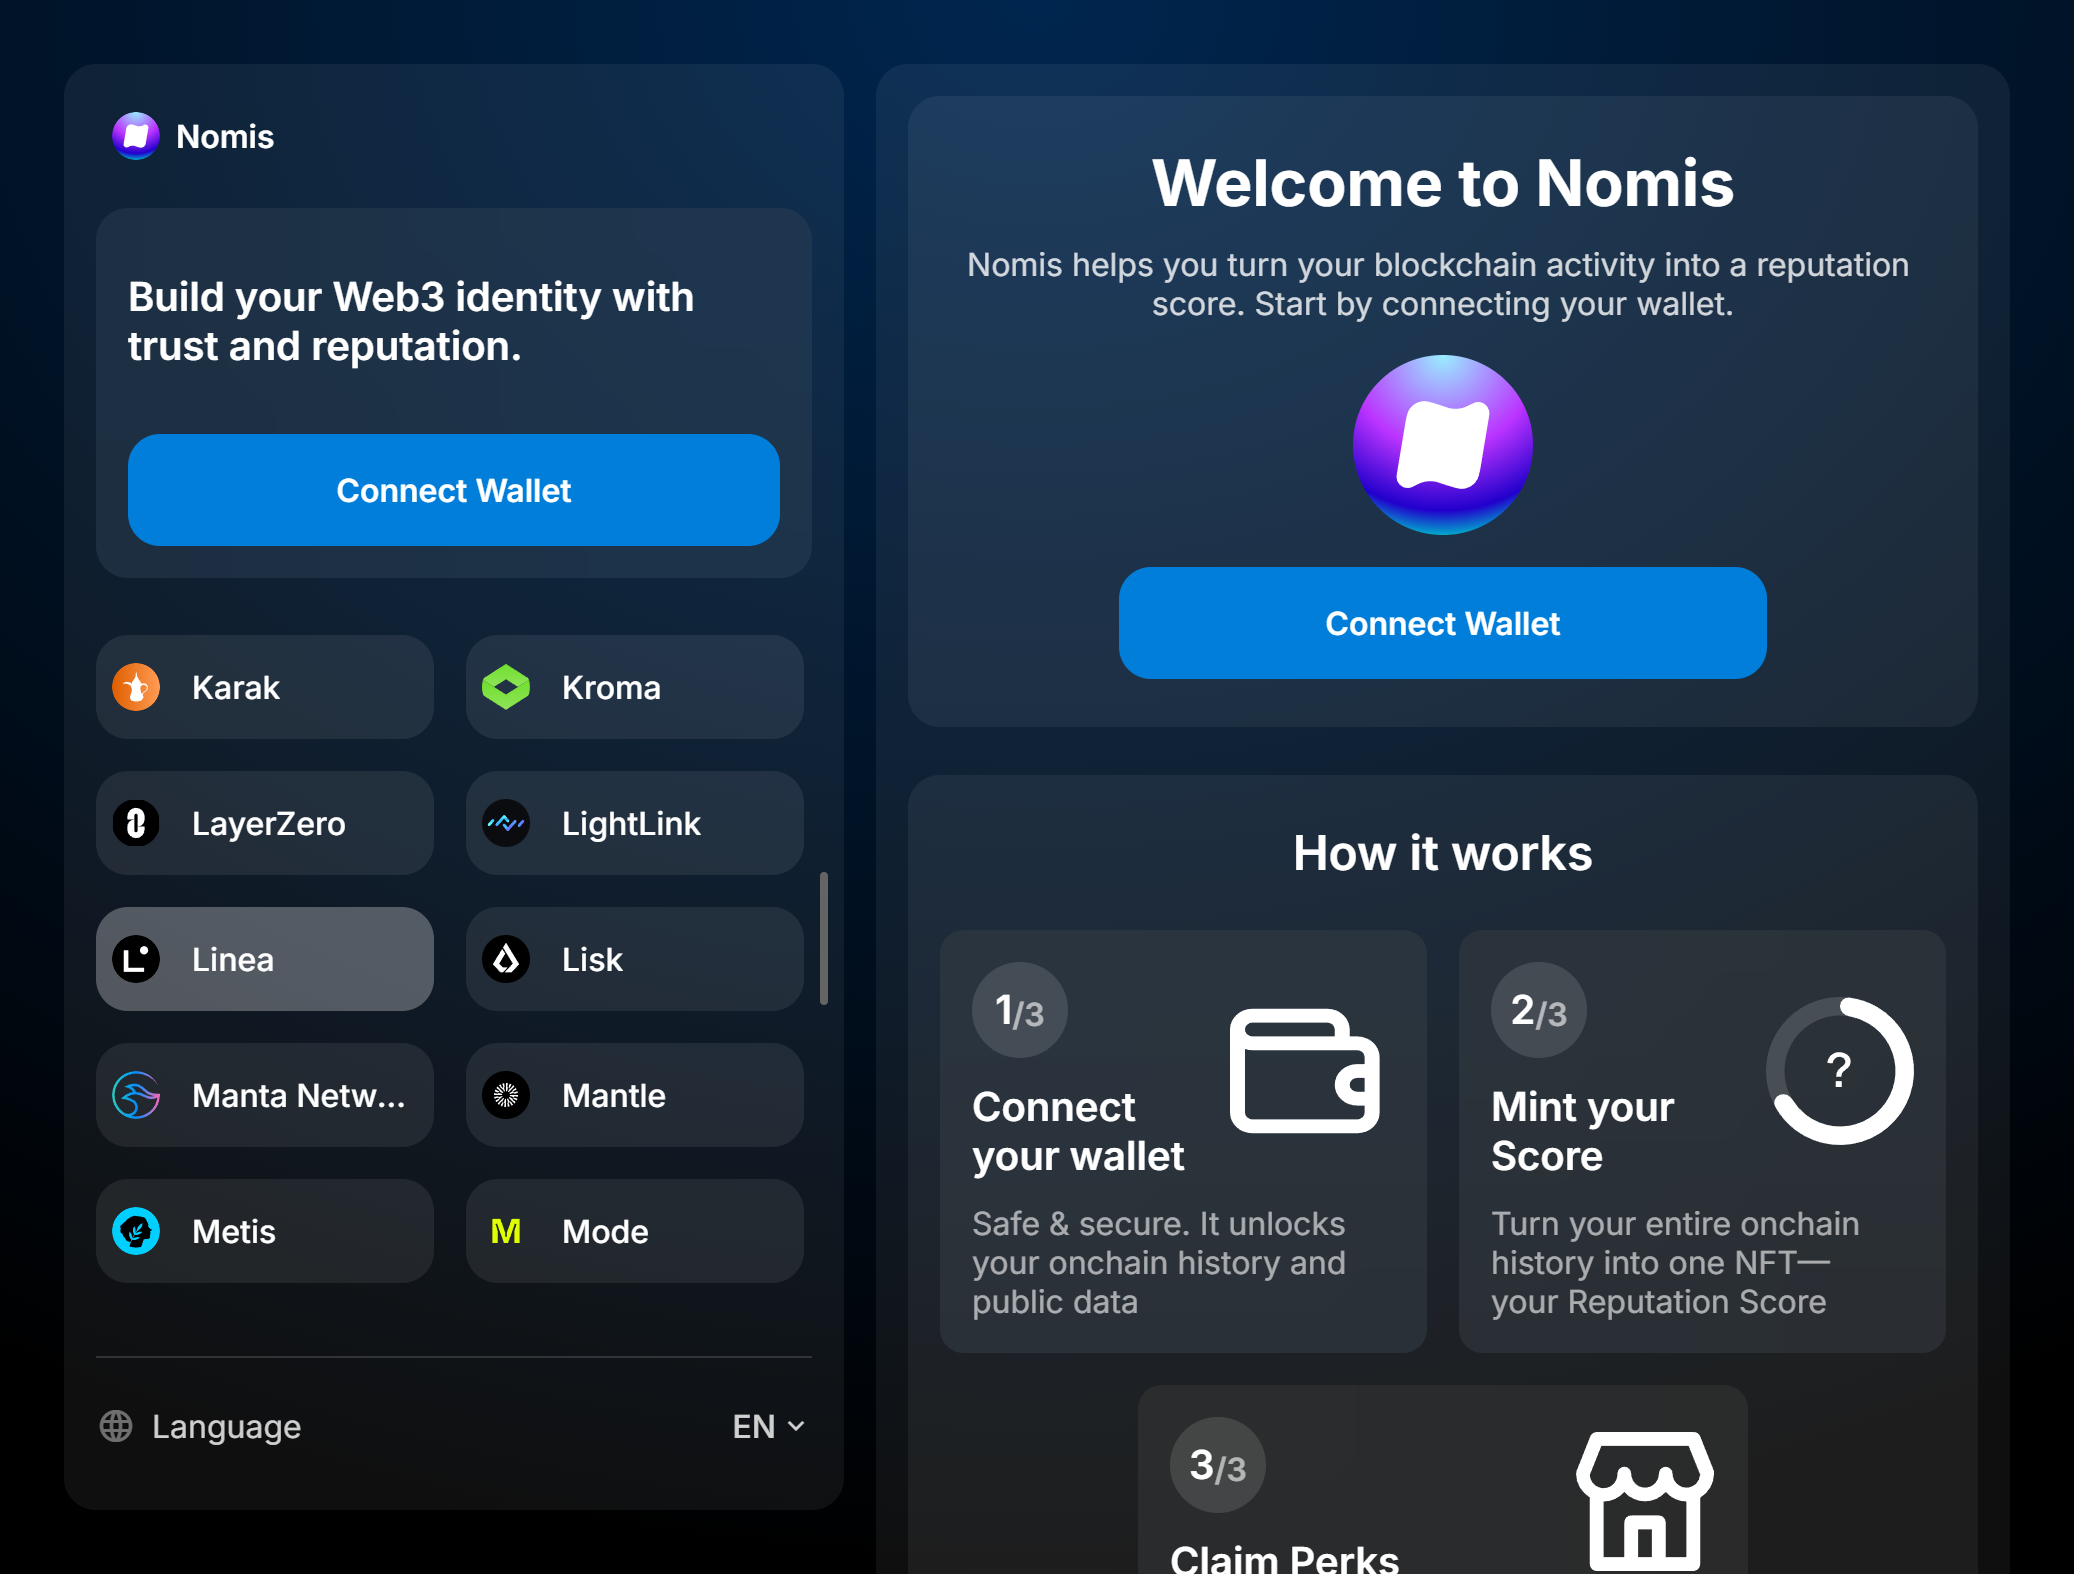 Nomis
Build your Web3 identity with
trust and reputation.
Connect Wallet
Karak
Kroma
LayerZero
LightLink
Linea
Lisk
Manta Netw...
Mantle
Metis
M
Mode
Language
EN
Welcome to Nomis
Nomis helps you turn your blockchain activity into a reputation
score. Start by connecting your wallet.
Connect Wallet
How it works
1/3
Connect
your wallet
Safe & secure. It unlocks
your onchain history and
public data
2/3
?
Mint your
Score
Turn your entire onchain
history into one NFT—
your Reputation Score
3/3
Claim Perks